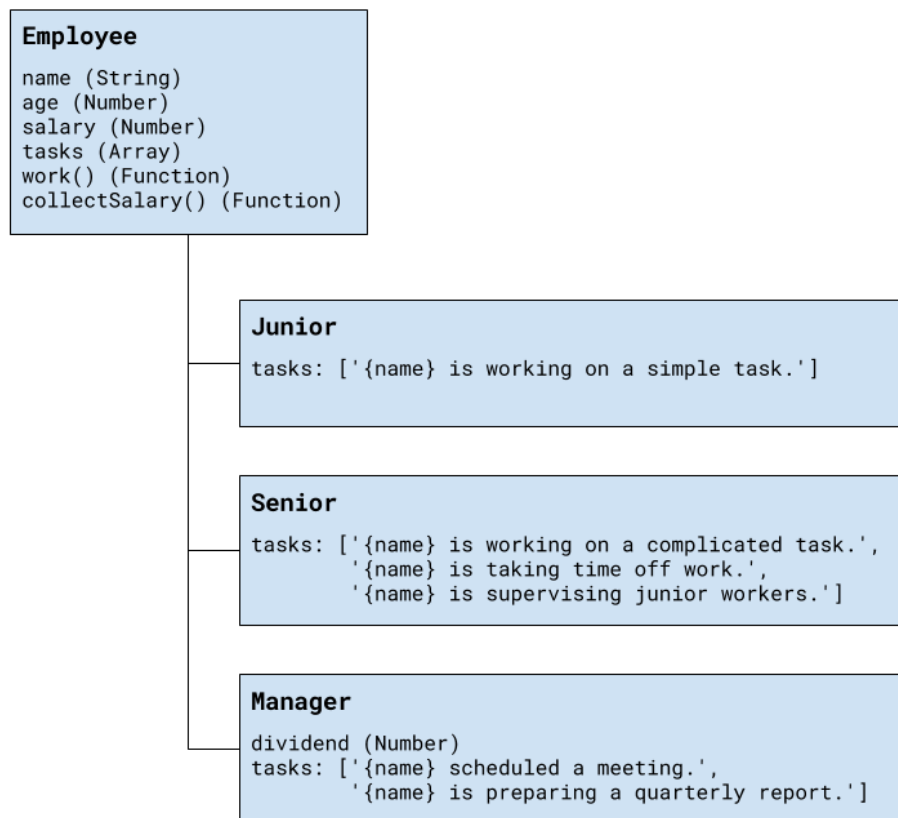 Employee
name (String)
age (Number)
salary (Number)
tasks (Array)
work() (Function)
collectSalary() (Function)
Junior
tasks: ['{name} is working on a simple task.']
Senior
tasks: ['{name} is working on a complicated task.',
'{name} is taking time off work.',
'{name} is supervising junior workers.']
Manager
dividend (Number)
tasks: ['{name} scheduled a meeting.',
'{name} is preparing a quarterly report.']